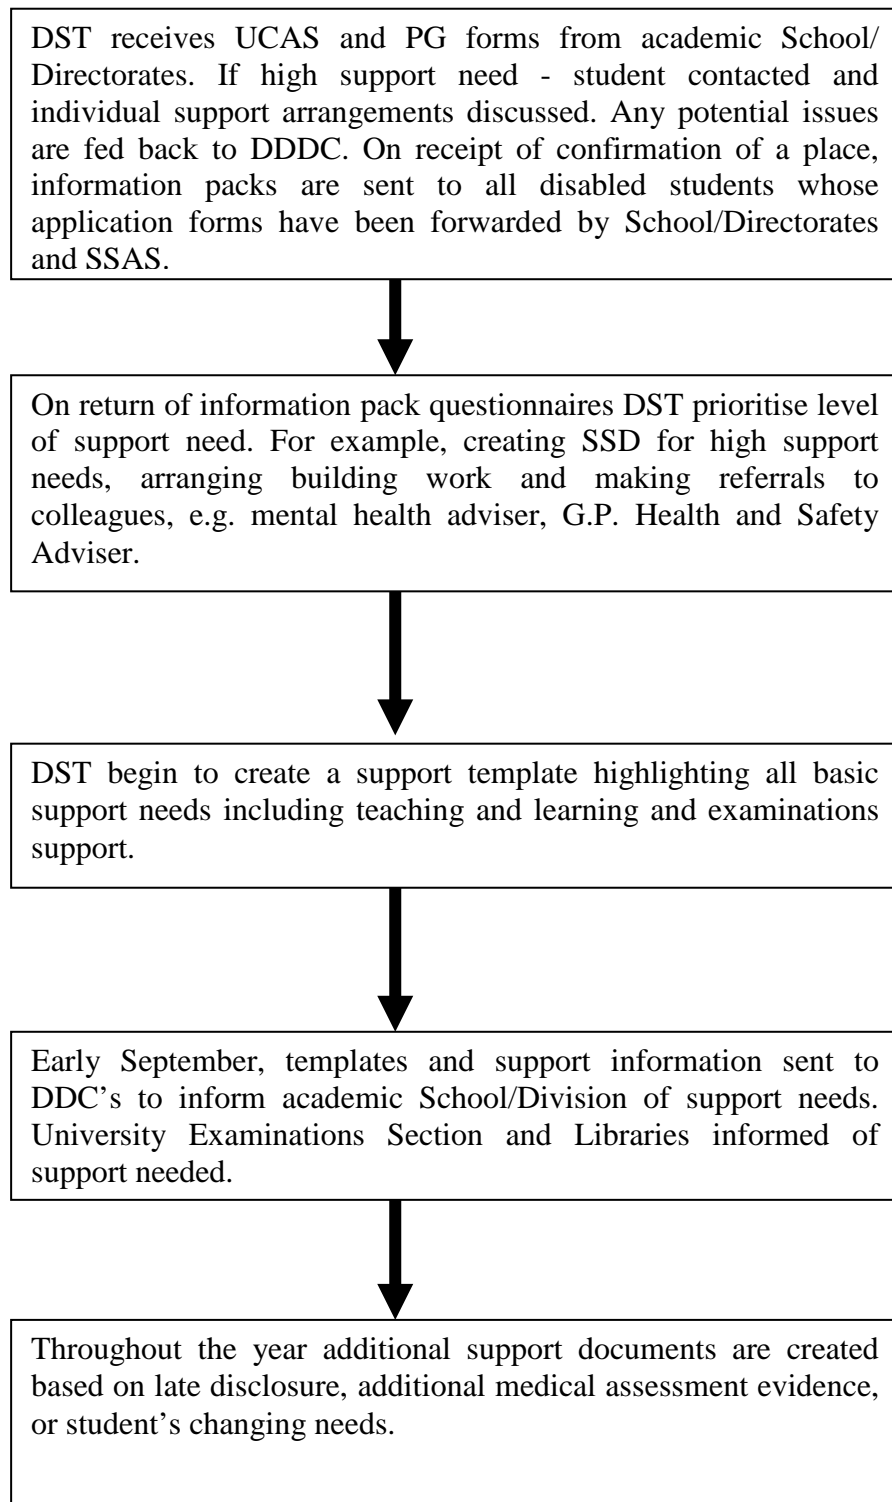 DST receives UCAS and PG forms from academic School/
Directorates. If high support need - student contacted and
individual support arrangements discussed. Any potential issues
are fed back to DDDC. On receipt of confirmation of a place,
information packs are sent to all disabled students whose
application forms have been forwarded by School/Directorates
and SSAS.
On return of information pack questionnaires DST prioritise level
of support need. For example, creating SSD for high support
needs, arranging building work and making referrals to
colleagues, e.g. mental health adviser, G.P. Health and Safety
Adviser.
DST begin to create a support template highlighting all basic
support needs including teaching and learning and examinations
support.
Early September, templates and support information sent to
DDC's to inform academic School/Division of support needs.
University Examinations Section and Libraries informed of
support needed.
Throughout the year additional support documents are created
based on late disclosure, additional medical assessment evidence,
or student's changing needs.